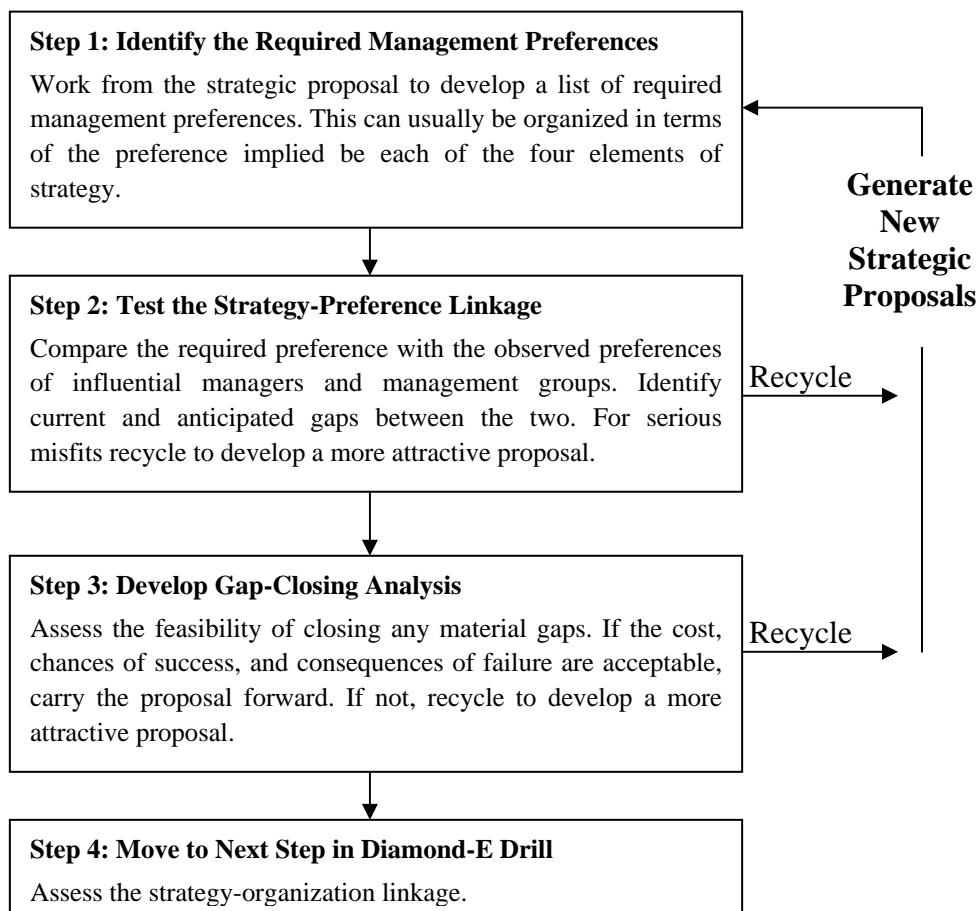 Step 1: Identify the Required Management Preferences
Work from the strategic proposal to develop a list of required
management preferences. This can usually be organized in terms
of the preference implied be each of the four elements of
strategy.
Generate
New
Strategic
Proposals
Step 2: Test the Strategy-Preference Linkage
Compare the required preference with the observed preferences
of influential managers and management groups. Identify
current and anticipated gaps between the two. For serious
misfits recycle to develop a more attractive proposal.
Recycle
Step 3: Develop Gap-Closing Analysis
Assess the feasibility of closing any material gaps. If the cost,
chances of success, and consequences of failure are acceptable,
carry the proposal forward. If not, recycle to develop a more
attractive proposal.
Recycle
Step 4: Move to Next Step in Diamond-E Drill
Assess the strategy-organization linkage.